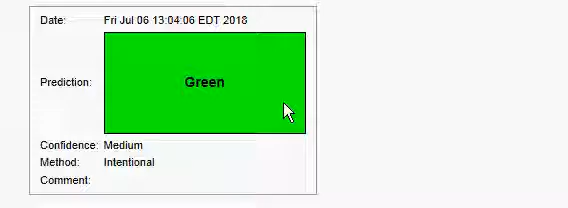 Date: Fri Jul 06 13:04:06 EDT 2018
Prediction: Green
Confidence: Medium
Method: Intentional
Comment: